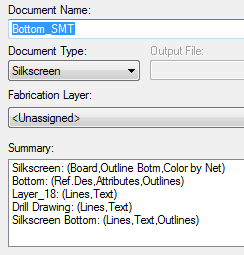 Document Name:
Bottom_SMT
Document Type:
Output File:
Silkscreen
Fabrication Layer:
<Unassigned>
Summary:
Silkscreen: (Board,Outline Botm,Color by Net)
Bottom: (Ref.Des,Attributes,Outlines)
Layer_18: (Lines,Text)
Drill Drawing: (Lines,Text)
Silkscreen Bottom: (Lines,Text,Outlines)